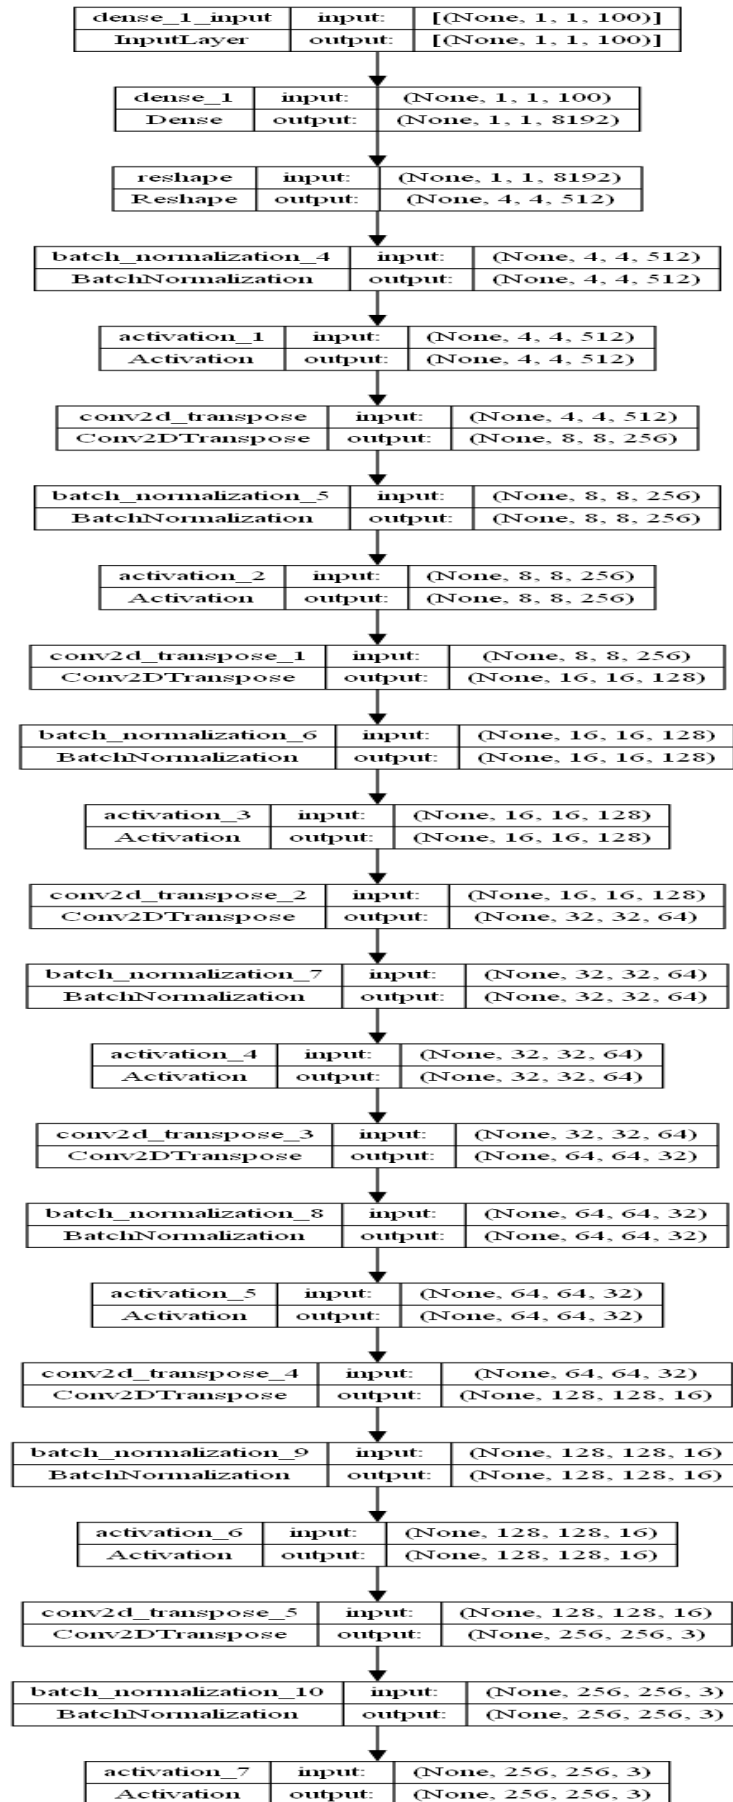 dense_1_input input: [(None, 1, 1, 100)]
InputLayer output: [(None, 1, 1, 100)]
dense_1 input: (None, 1, 1, 100)
Dense output: (None, 1, 1, 8192)
reshape input: (None, 1, 1, 8192)
Reshape output: (None, 4, 4, 512)
batch_normalization_4 input: (None, 4, 4, 512)
BatchNormalization output: (None, 4, 4, 512)
activation_1 input: (None, 4, 4, 512)
Activation output: (None, 4, 4, 512)
conv2d_transpose input: (None, 4, 4, 512)
Conv2DTranspose output: (None, 8, 8, 256)
batch_normalization_5 input: (None, 8, 8, 256)
BatchNormalization output: (None, 8, 8, 256)
activation_2 input: (None, 8, 8, 256)
Activation output: (None, 8, 8, 256)
conv2d_transpose_1 input: (None, 8, 8, 256)
Conv2DTranspose output: (None, 16, 16, 128)
batch_normalization_6 input: (None, 16, 16, 128)
BatchNormalization output: (None, 16, 16, 128)
activation_3 input: (None, 16, 16, 128)
Activation output: (None, 16, 16, 128)
conv2d_transpose_2 input: (None, 16, 16, 128)
Conv2DTranspose output: (None, 32, 32, 64)
batch_normalization_7 input: (None, 32, 32, 64)
BatchNormalization output: (None, 32, 32, 64)
activation_4 input: (None, 32, 32, 64)
Activation output: (None, 32, 32, 64)
conv2d_transpose_3 input: (None, 32, 32, 64)
Conv2DTranspose output: (None, 64, 64, 32)
batch_normalization_8 input: (None, 64, 64, 32)
BatchNormalization output: (None, 64, 64, 32)
activation_5 input: (None, 64, 64, 32)
Activation output: (None, 64, 64, 32)
conv2d_transpose_4 input: (None, 64, 64, 32)
Conv2DTranspose output: (None, 128, 128, 16)
batch_normalization_9 input: (None, 128, 128, 16)
BatchNormalization output: (None, 128, 128, 16)
activation_6 input: (None, 128, 128, 16)
Activation output: (None, 128, 128, 16)
conv2d_transpose_5 input: (None, 128, 128, 16)
Conv2DTranspose output: (None, 256, 256, 3)
batch_normalization_10 input: (None, 256, 256, 3)
BatchNormalization output: (None, 256, 256, 3)
activation_7 input: (None, 256, 256, 3)
Activation output: (None, 256, 256, 3)